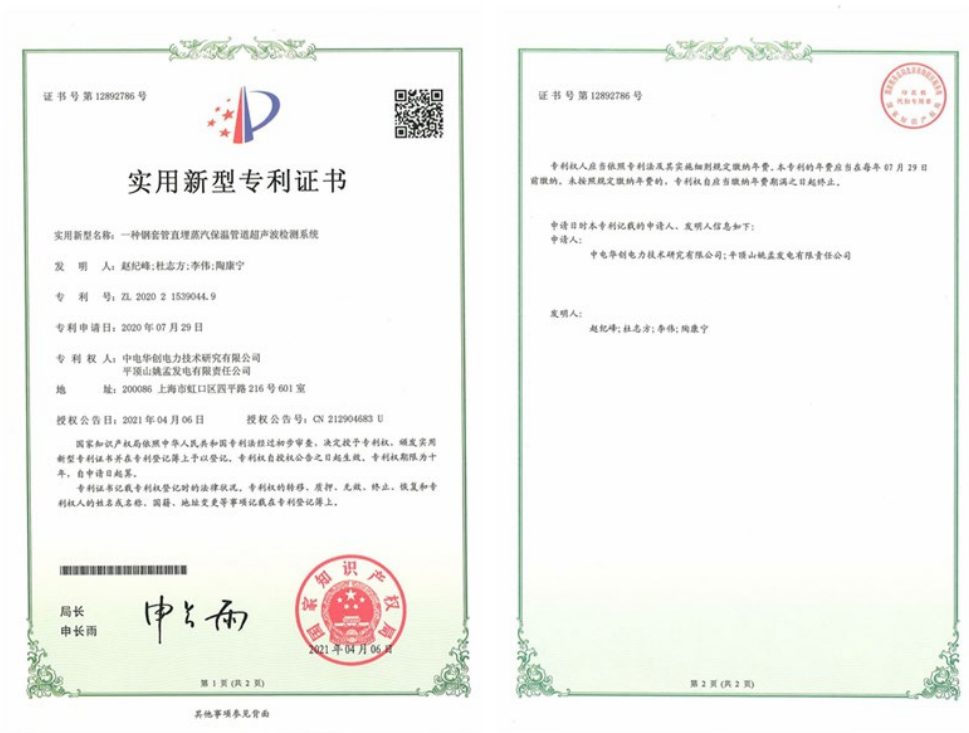 证书号第12892786号
实用新型专利证书
实用新型名称：一种钢套管直埋蒸汽保温管道超声波检测系统
发明人：赵纪峰;杜志方;李伟;陶康宁
专利号：ZL 2020 2 1539044.9
专利申请日：2020年07月29日
专利权人：中电华创电力技术研究有限公司
平顶山姚孟发电有限责任公司
地址：200086 上海市虹口区四平路216号601室
授权公告日：2021年04月06日 授权公告号：CN 212904683 U
国家知识产权局依照中华人民共和国专利法经过初步审查，决定授予专利权，颁发实用
新型专利证书并在专利登记簿上予以登记。专利权自授权公告之日起生效。专利权期限为十
年，自申请日起算。
专利证书记载专利权登记时的法律状况。专利权的转移、质押、无效、终止、恢复和专
利权人的姓名或名称、国籍、地址变更等事项记载在专利登记簿上。
局长
申长雨
申长雨
国家知识产权局
2021年04月06日
第 1 页 (共 2 页)
其他事项参见背面
证书号第12892786号
专利权人应当依照专利法及其实施细则规定缴纳年费。本专利的年费应当在每年07月29日
前缴纳。未按照规定缴纳年费的，专利权自应当缴纳年费期满之日起终止。
申请日时本专利记载的申请人、发明人信息如下：
申请人：
中电华创电力技术研究有限公司;平顶山姚孟发电有限责任公司
发明人：
赵纪峰;杜志方;李伟;陶康宁
第 2 页 (共 2 页)